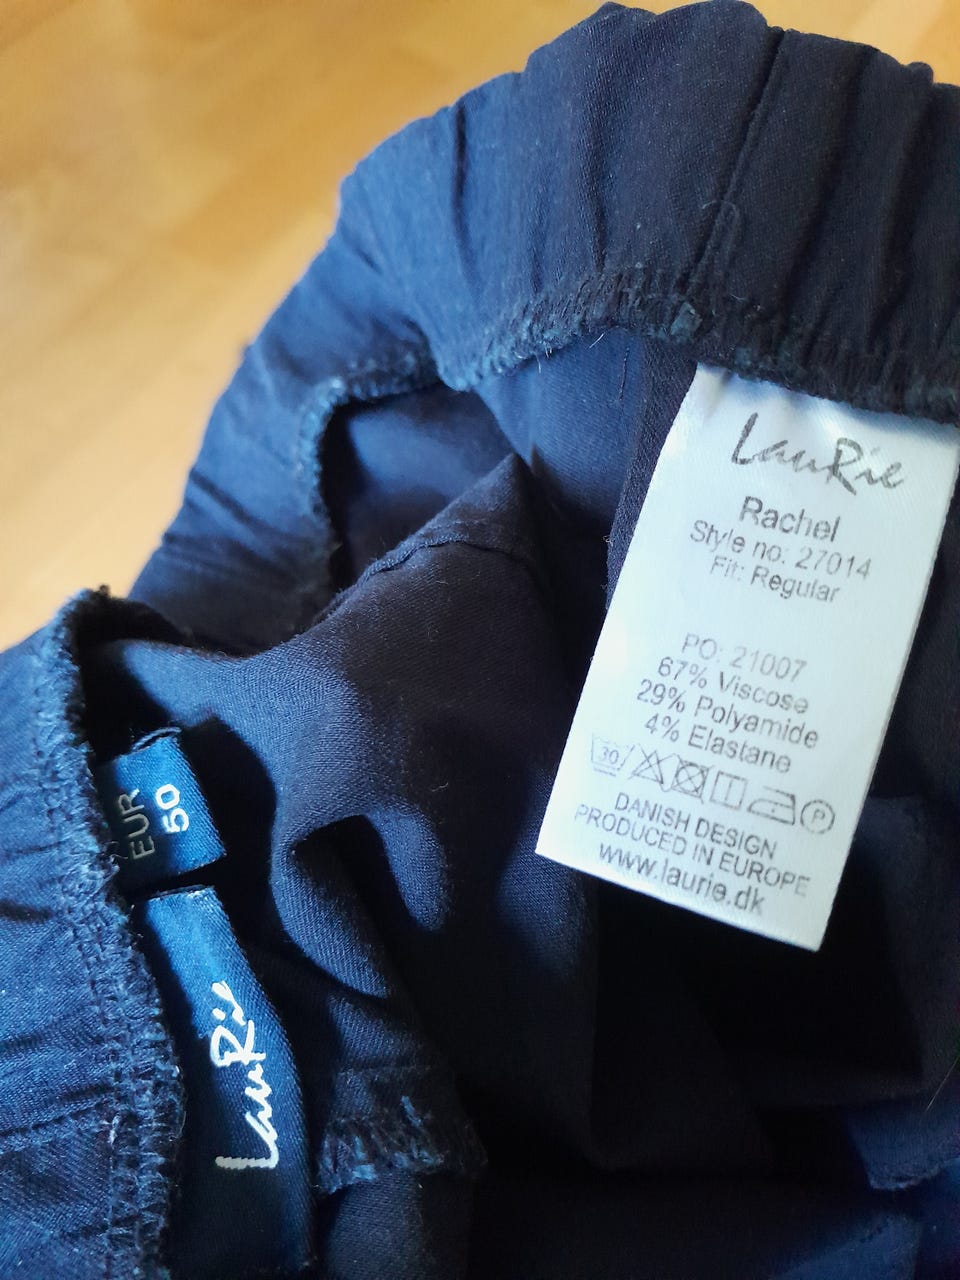 LauRie
Rachel
Style no: 27014
Fit: Regular
PO: 21007
67% Viscose
29% Polyamide
4% Elastane
30 P
DANISH DESIGN
PRODUCED IN EUROPE
www.laurie.dk
EUR
50
LauRie